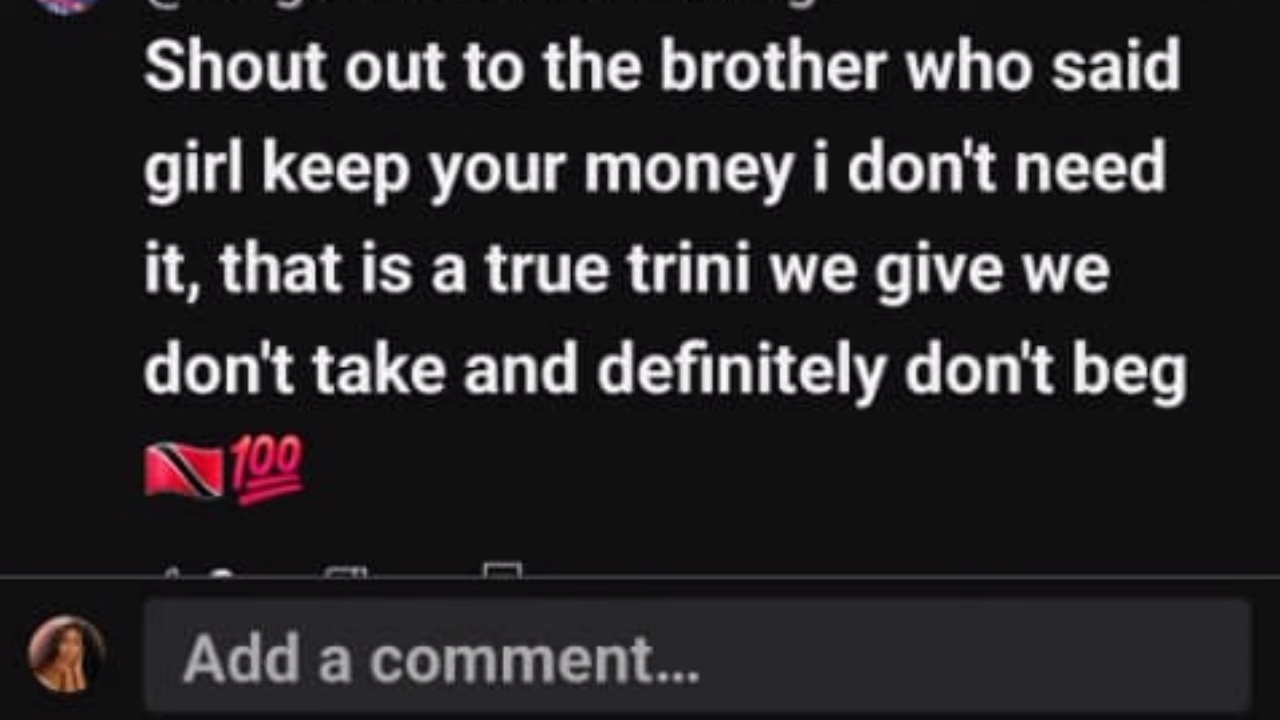 Shout out to the brother who said
girl keep your money i don't need
it, that is a true trini we give we
don't take and definitely don't beg
🇹🇹💯
Add a comment...